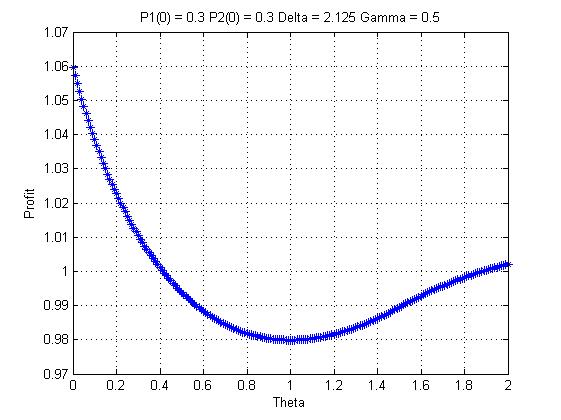 P1(0) = 0.3 P2(0) = 0.3 Delta = 2.125 Gamma = 0.5
1.07
1.06
1.05
1.04
1.03
1.02
1.01
1
0.99
0.98
0.97
Profit
0 0.2 0.4 0.6 0.8 1 1.2 1.4 1.6 1.8 2
Theta